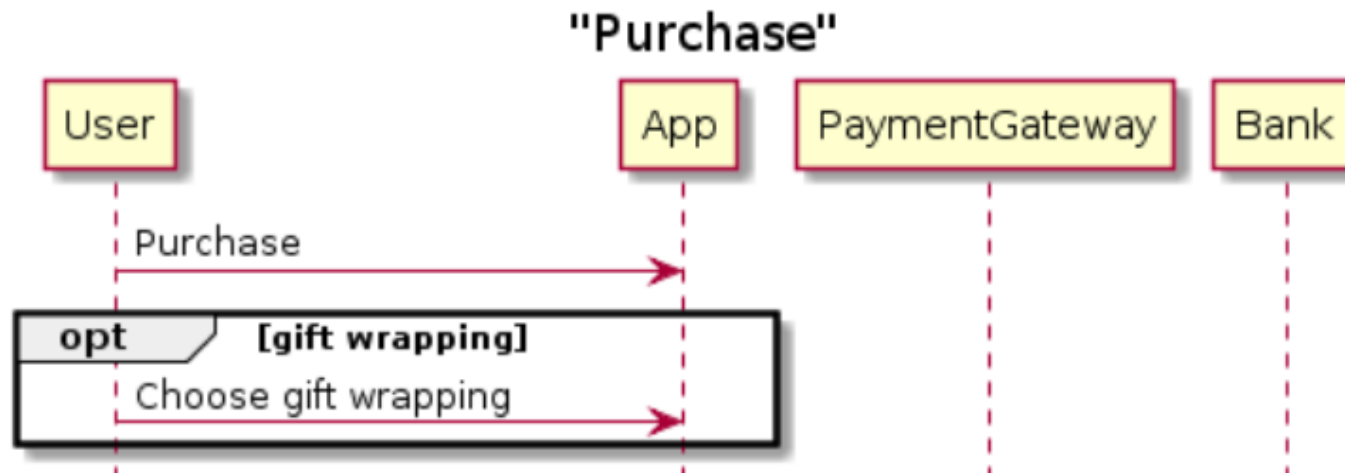 "Purchase"
User App PaymentGateway Bank
Purchase
opt [gift wrapping]
Choose gift wrapping